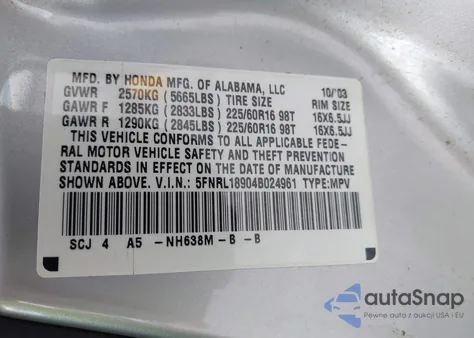 MFD. BY HONDA MFG. OF ALABAMA, LLC 10/03
GVWR 2570KG (5665LBS) TIRE SIZE RIM SIZE
GAWR F 1285KG (2833LBS) 225/60R16 98T 16X6.5JJ
GAWR R 1290KG (2845LBS) 225/60R16 98T 16X6.5JJ
THIS VEHICLE CONFORMS TO ALL APPLICABLE FEDE-
RAL MOTOR VEHICLE SAFETY AND THEFT PREVENTION
STANDARDS IN EFFECT ON THE DATE OF MANUFACTURE
SHOWN ABOVE. V.I.N.: 5FNRL18904B024961 TYPE:MPV
SCJ 4 A5 -NH638M-B -B
autaSnap
Pewne auta z aukcji USA i EU